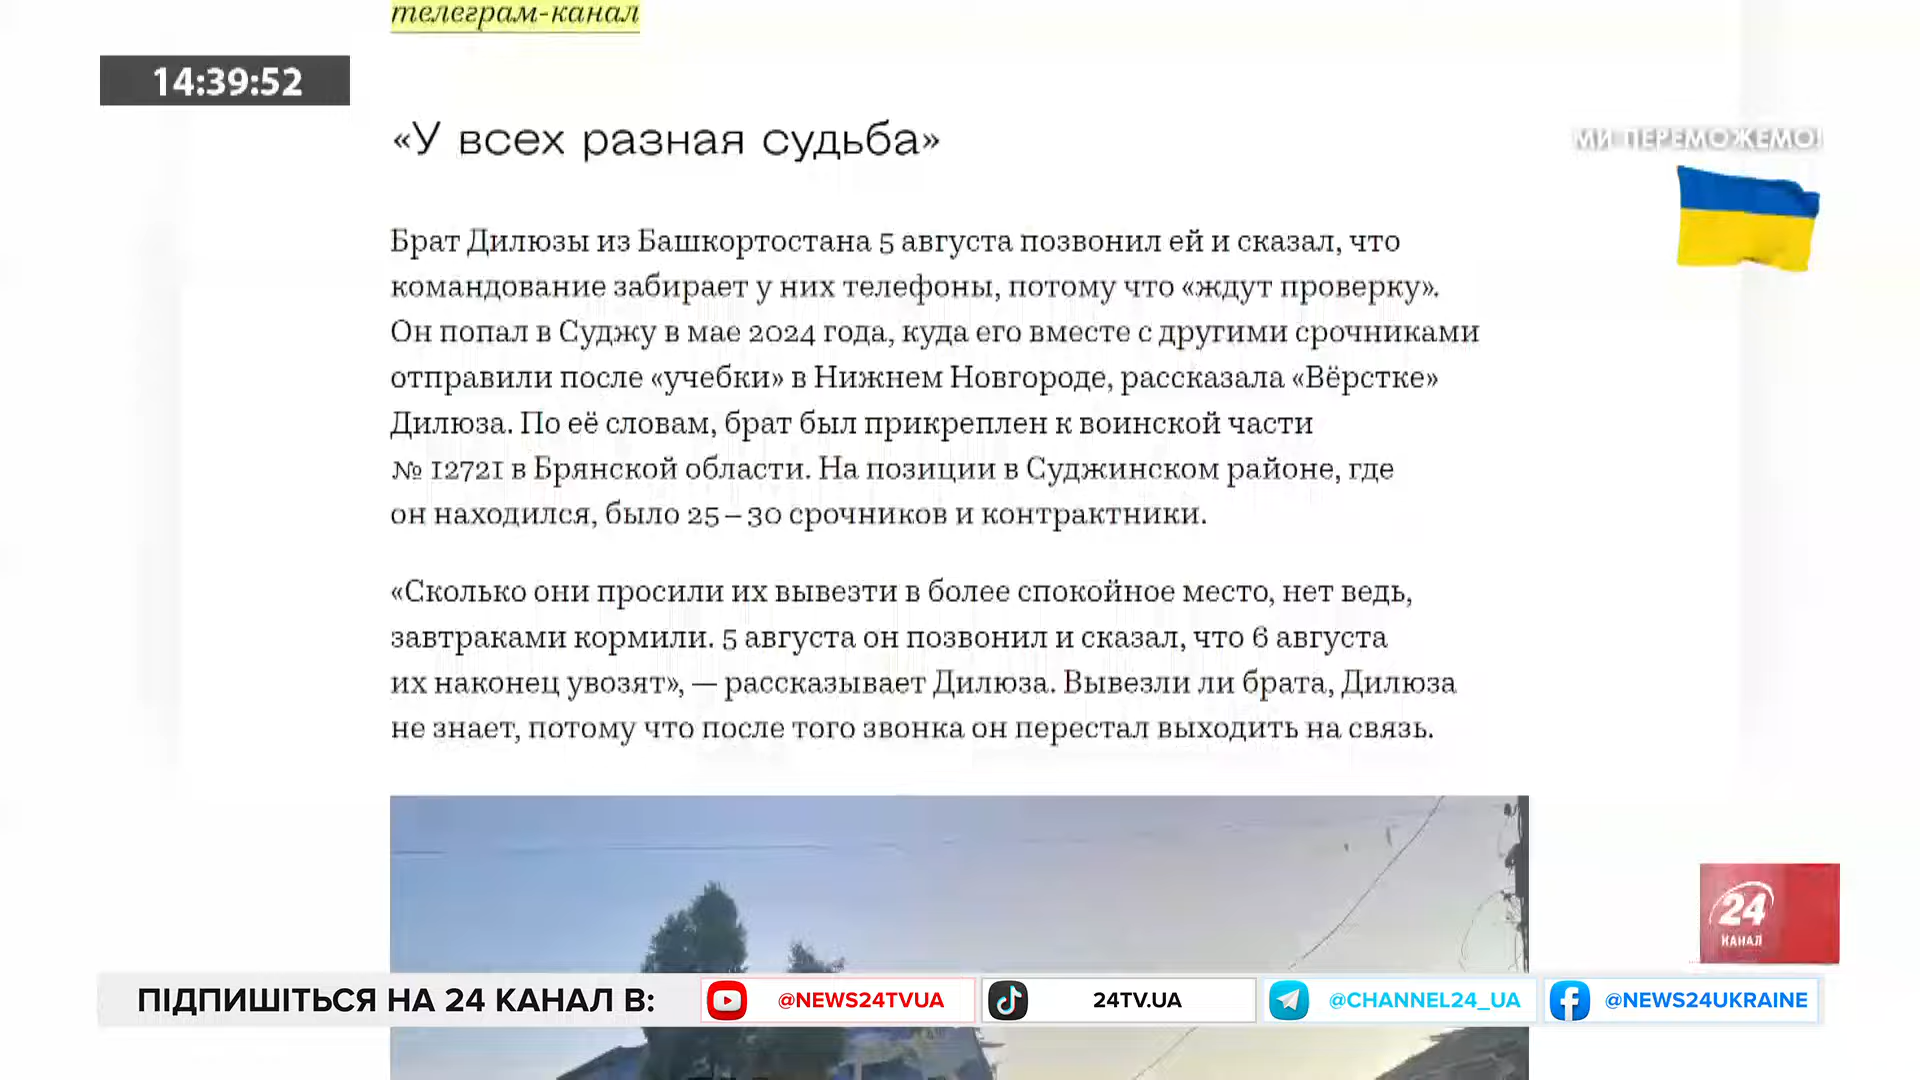 телеграм-канал
14:39:52
«У всех разная судьба»
МИ ПЕРЕМОЖЕМО!
Брат Дилюзы из Башкортостана 5 августа позвонил ей и сказал, что
командование забирает у них телефоны, потому что «ждут проверку».
Он попал в Суджу в мае 2024 года, куда его вместе с другими срочниками
отправили после «учебки» в Нижнем Новгороде, рассказала «Вёрстке»
Дилюза. По её словам, брат был прикреплен к воинской части
№ 12721 в Брянской области. На позиции в Суджинском районе, где
он находился, было 25–30 срочников и контрактники.
«Сколько они просили их вывезти в более спокойное место, нет ведь,
завтраками кормили. 5 августа он позвонил и сказал, что 6 августа
их наконец увозят», — рассказывает Дилюза. Вывезли ли брата, Дилюза
не знает, потому что после того звонка он перестал выходить на связь.
24
КАНАЛ
ПІДПИШІТЬСЯ НА 24 КАНАЛ В: @NEWS24TVUA 24TV.UA @CHANNEL24_UA @NEWS24UKRAINE